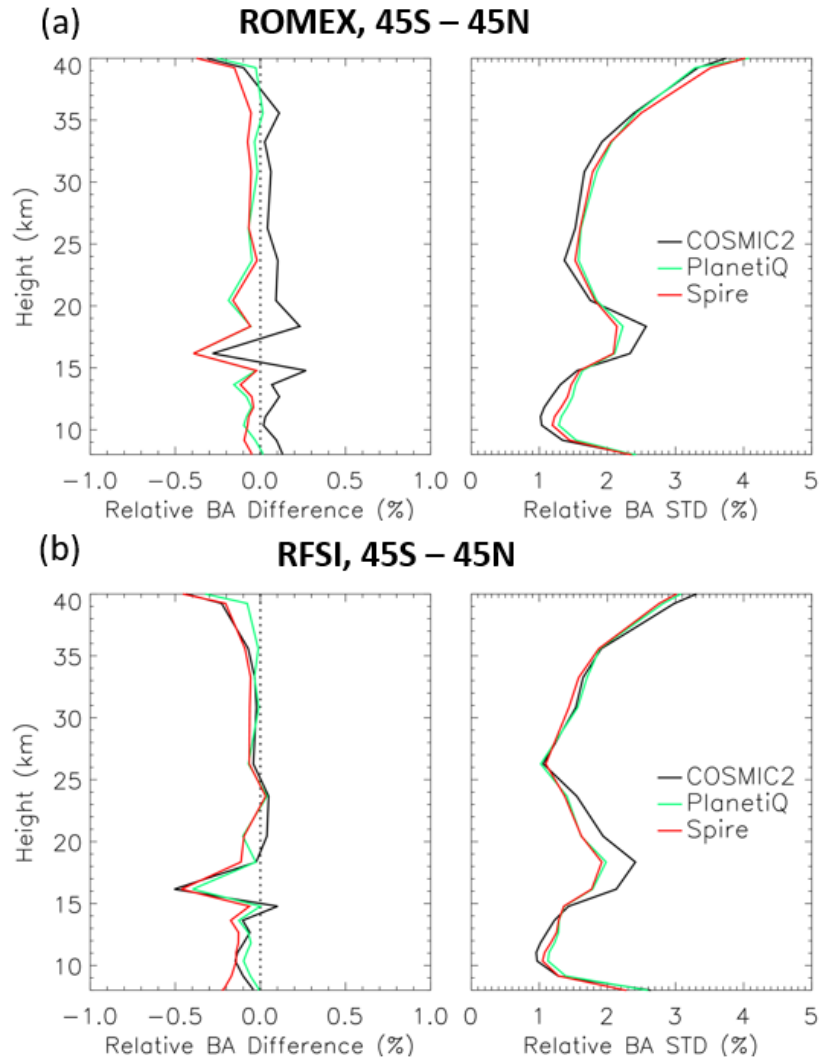 (a)
ROMEX, 45S – 45N
40
35
30
25
20
15
10
Height (km)
-1.0 -0.5 0.0 0.5 1.0
Relative BA Difference (%)
COSMIC2
PlanetiQ
Spire
0 1 2 3 4 5
Relative BA STD (%)
(b)
RFSI, 45S – 45N
40
35
30
25
20
15
10
Height (km)
-1.0 -0.5 0.0 0.5 1.0
Relative BA Difference (%)
COSMIC2
PlanetiQ
Spire
0 1 2 3 4 5
Relative BA STD (%)